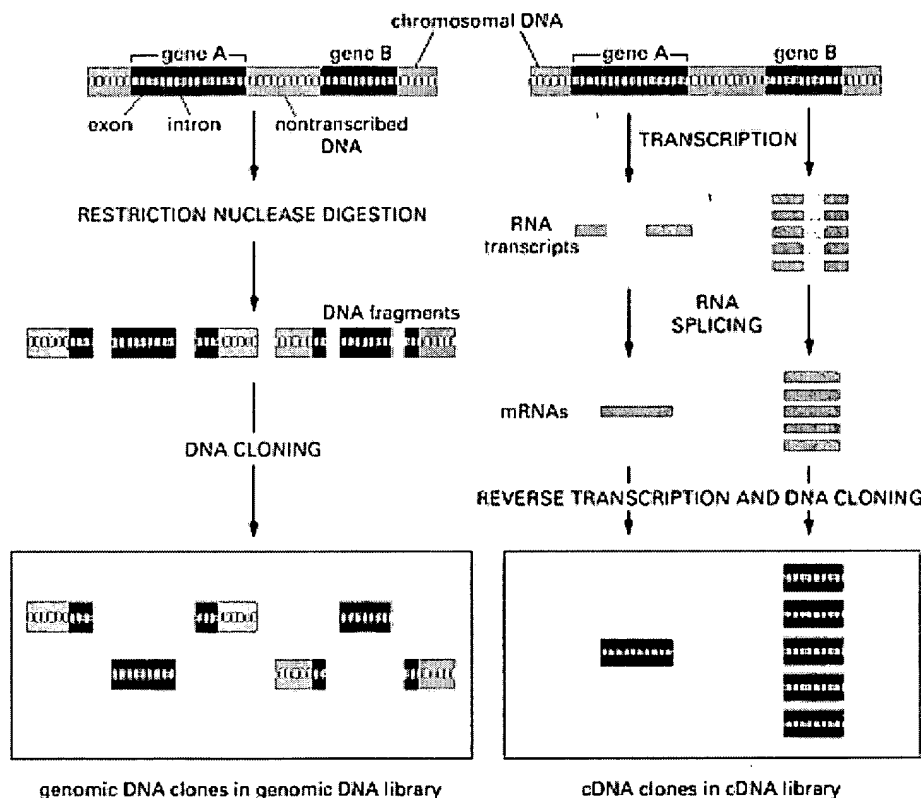 chromosomal DNA
gene A
gene B
exon
intron
nontranscribed
DNA
RESTRICTION NUCLEASE DIGESTION
DNA fragments
DNA CLONING
genomic DNA clones in genomic DNA library
gene A
gene B
TRANSCRIPTION
RNA
transcripts
RNA
SPLICING
mRNAs
REVERSE TRANSCRIPTION AND DNA CLONING
cDNA clones in cDNA library